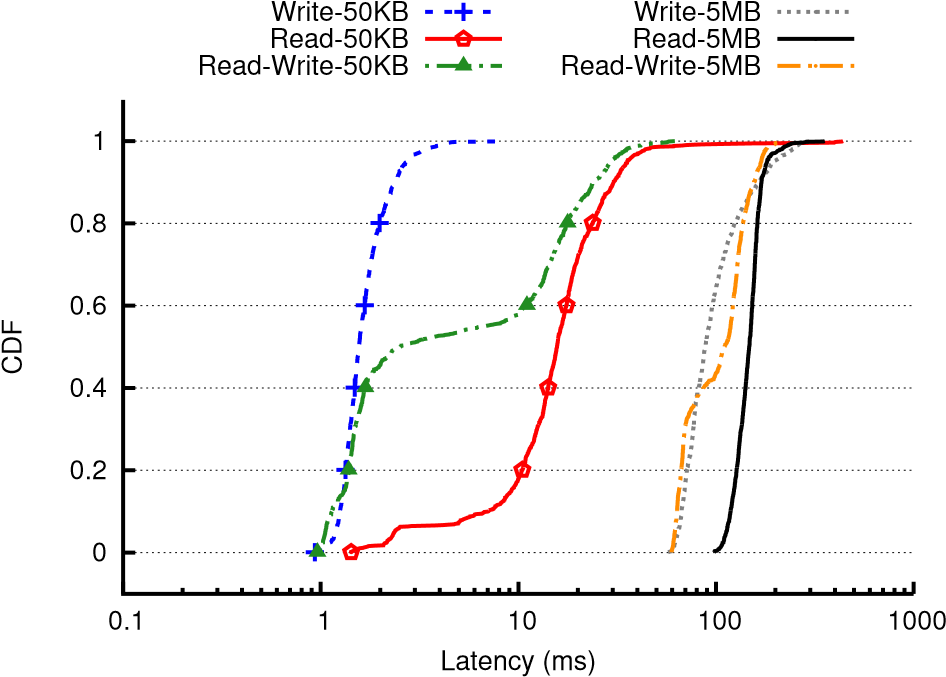 Write-50KB Write-5MB
Read-50KB Read-5MB
Read-Write-50KB Read-Write-5MB
1
0.8
0.6
0.4
0.2
0
CDF
0.1 1 10 100 1000
Latency (ms)